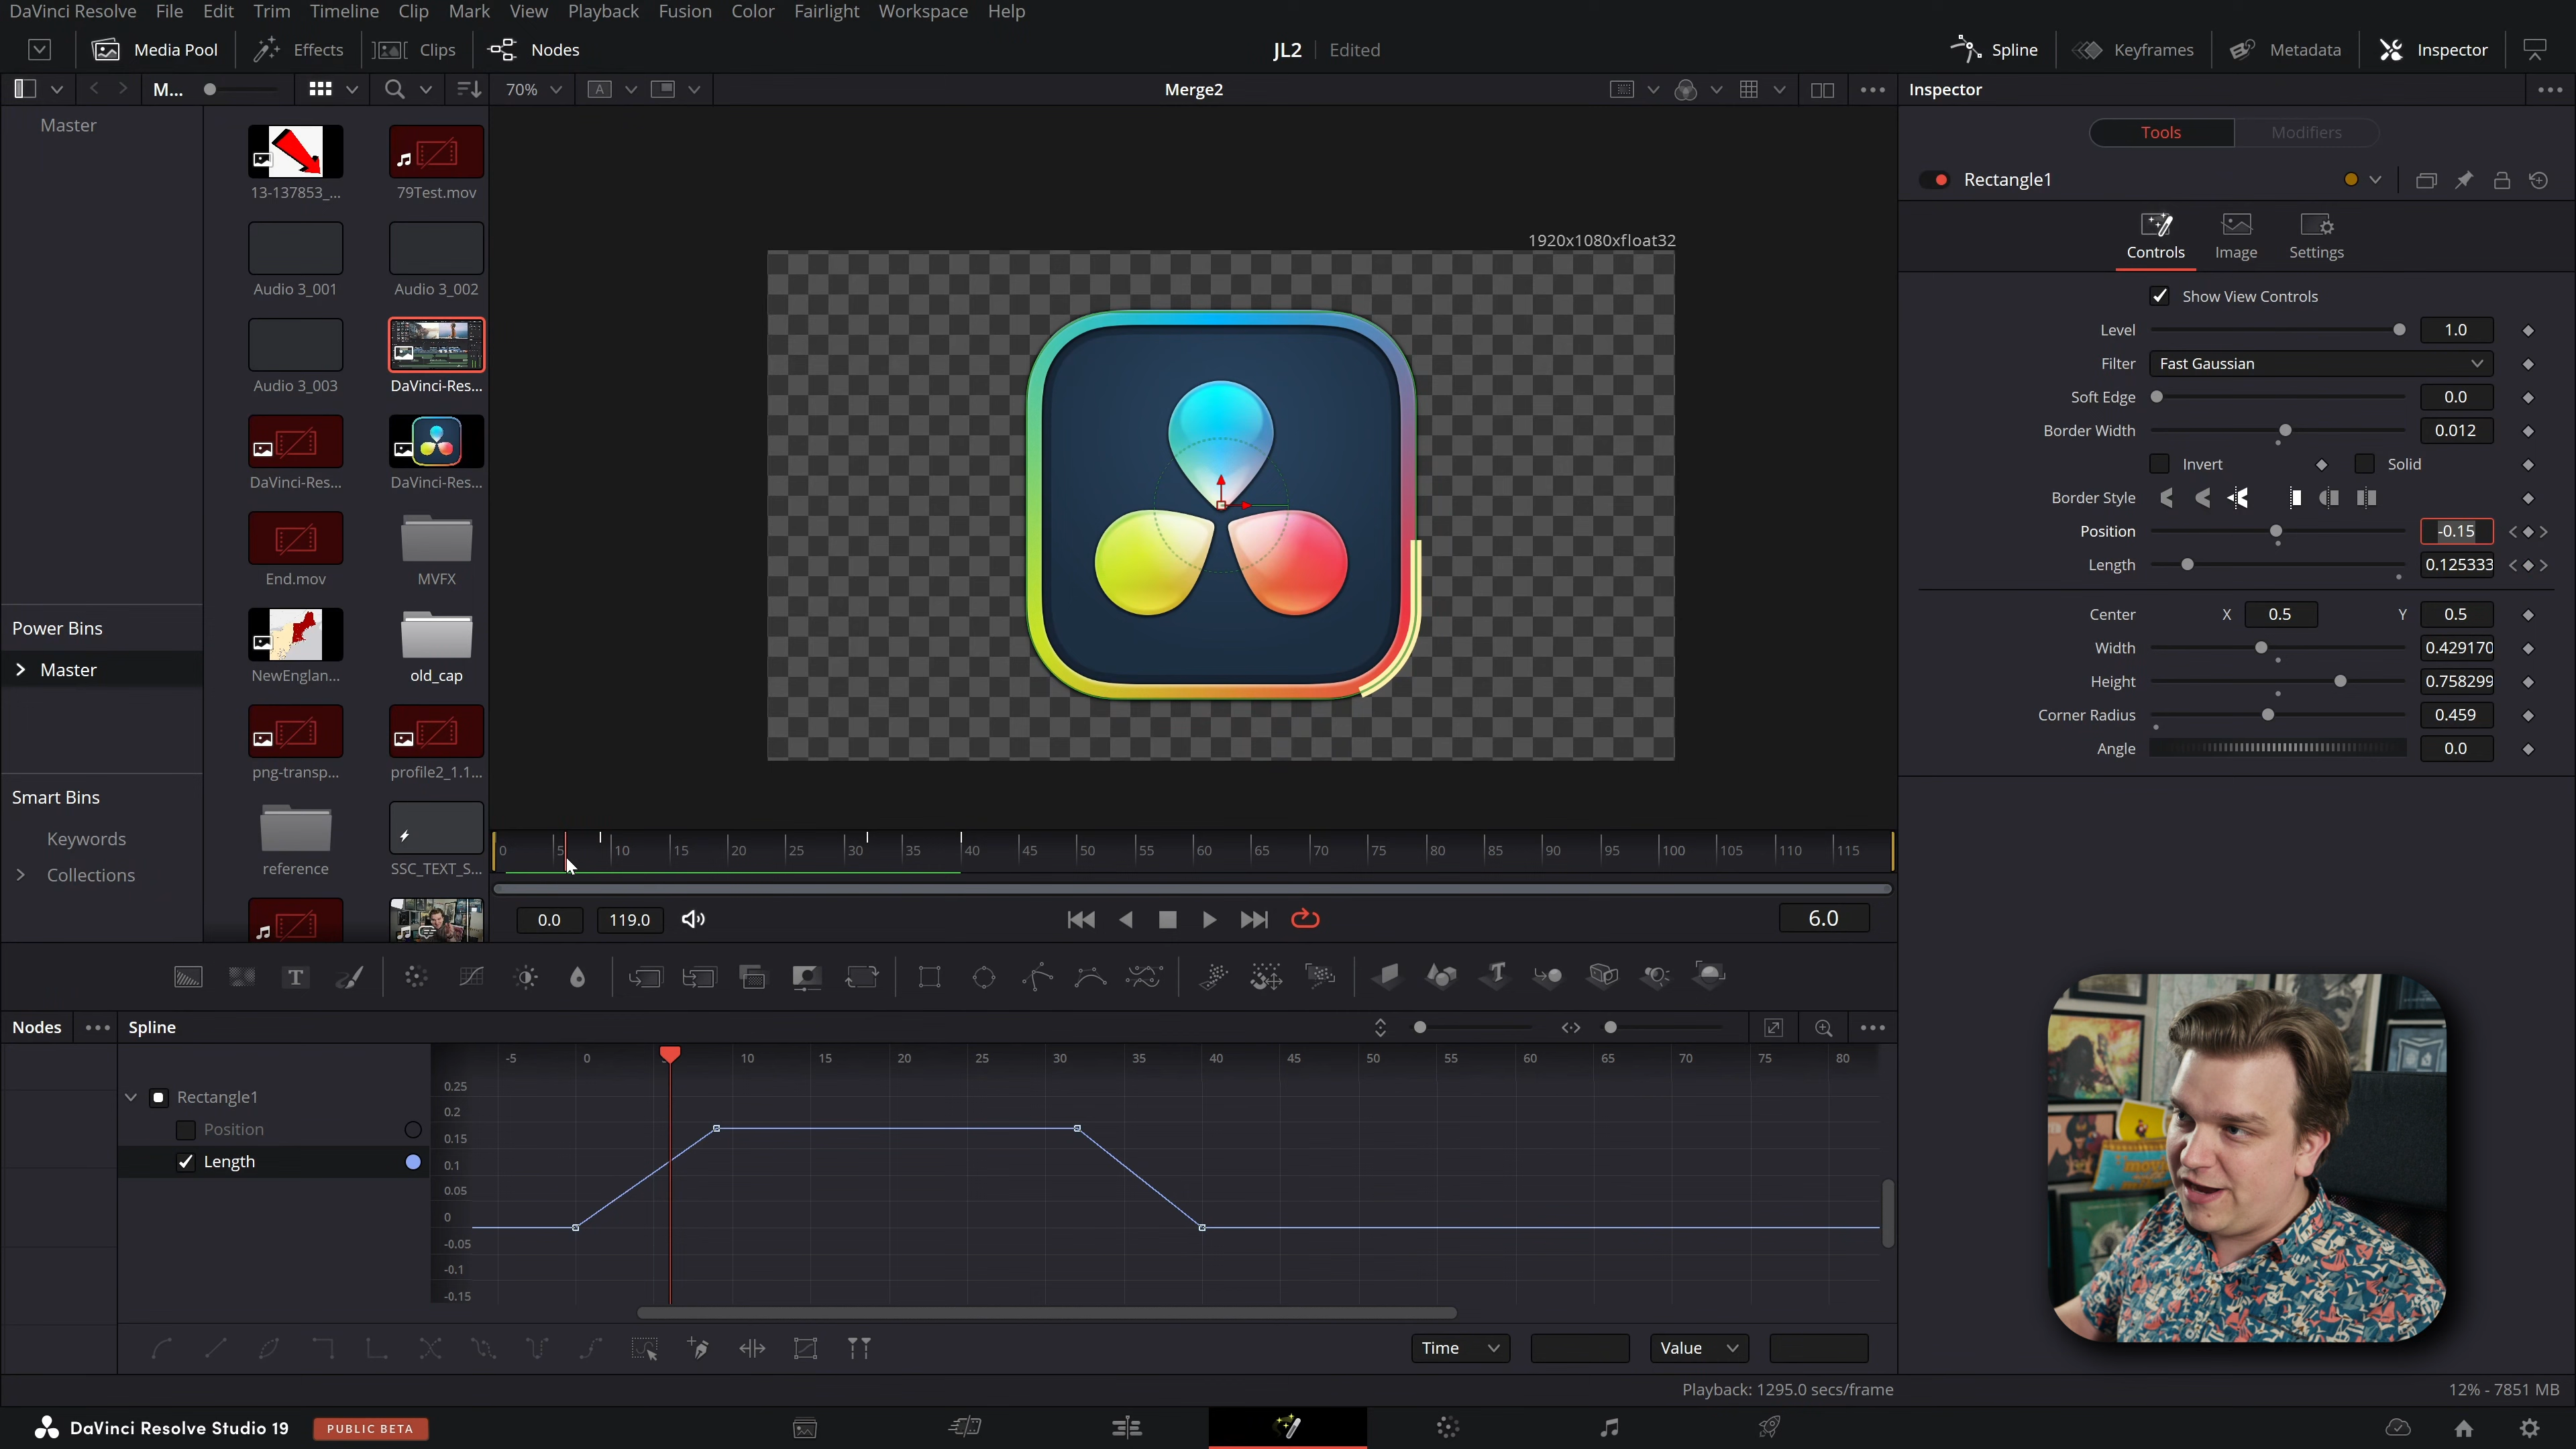 DaVinci Resolve File Edit Trim Timeline Clip Mark View Playback Fusion Color Fairlight Workspace Help
Media Pool Effects Clips Nodes JL2 Edited Spline Keyframes Metadata Inspector
M... 70% A Merge2 Inspector
Master
13-137853_... 79Test.mov
Audio 3_001 Audio 3_002
Audio 3_003 DaVinci-Res...
DaVinci-Res... DaVinci-Res...
End.mov MVFX
NewEnglan... old_cap
png-transp... profile2_1.1...
reference SSC_TEXT_S...
Power Bins
Master
Smart Bins
Keywords
Collections
1920x1080xfloat32
Tools Modifiers
Rectangle1
Controls Image Settings
Show View Controls
Level 1.0
Filter Fast Gaussian
Soft Edge 0.0
Border Width 0.012
Invert Solid
Border Style
Position -0.15
Length 0.125333
Center X 0.5 Y 0.5
Width 0.429170
Height 0.758299
Corner Radius 0.459
Angle 0.0
0 5 10 15 20 25 30 35 40 45 50 55 60 65 70 75 80 85 90 95 100 105 110 115
0.0 119.0 6.0
T T
Nodes Spline
-5 0 10 15 20 25 30 35 40 45 50 55 60 65 70 75 80
Rectangle1
Position
Length
0.25
0.2
0.15
0.1
0.05
0
-0.05
-0.1
-0.15
Time Value
Playback: 1295.0 secs/frame 12% - 7851 MB
DaVinci Resolve Studio 19 PUBLIC BETA